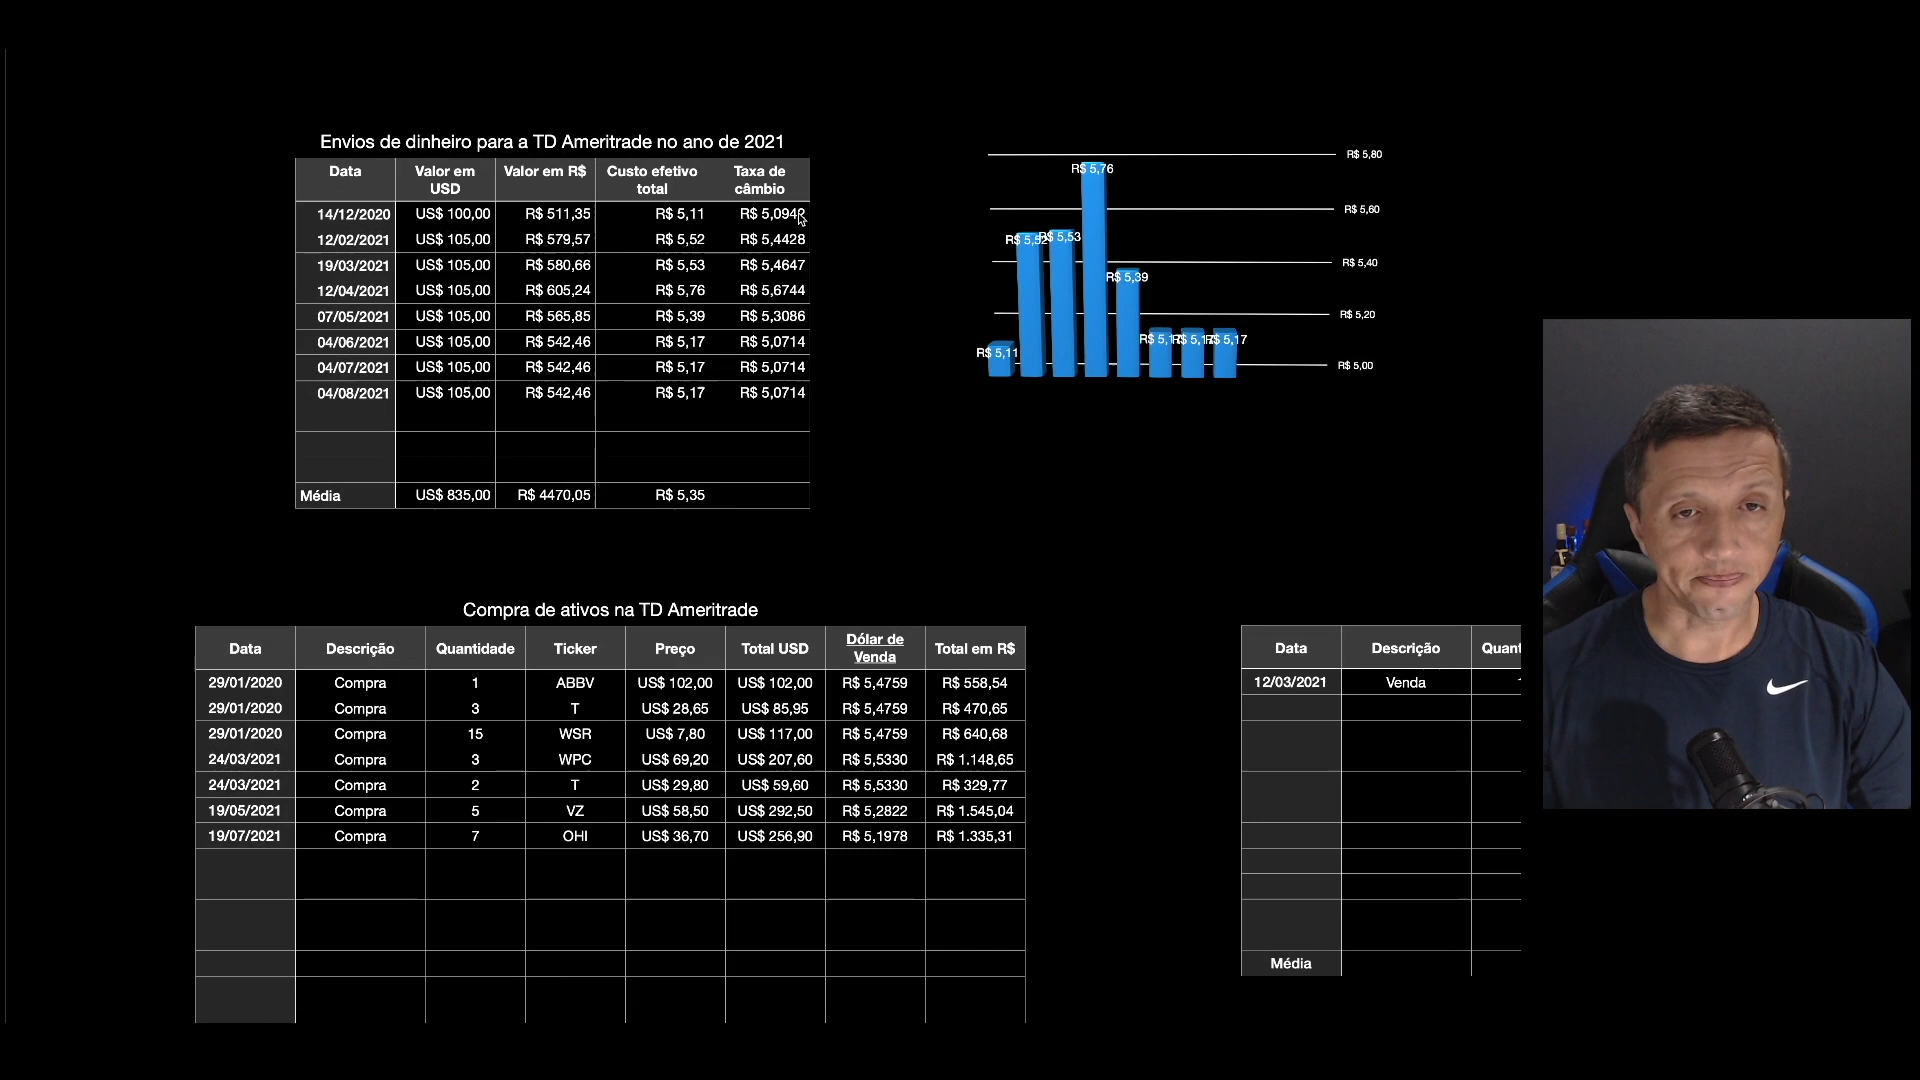 Envios de dinheiro para a TD Ameritrade no ano de 2021
Data Valor em USD Valor em R$ Custo efetivo total Taxa de câmbio
14/12/2020 US$ 100,00 R$ 511,35 R$ 5,11 R$ 5,0942
12/02/2021 US$ 105,00 R$ 579,57 R$ 5,52 R$ 5,4428
19/03/2021 US$ 105,00 R$ 580,66 R$ 5,53 R$ 5,4647
12/04/2021 US$ 105,00 R$ 605,24 R$ 5,76 R$ 5,6744
07/05/2021 US$ 105,00 R$ 565,85 R$ 5,39 R$ 5,3086
04/06/2021 US$ 105,00 R$ 542,46 R$ 5,17 R$ 5,0714
04/07/2021 US$ 105,00 R$ 542,46 R$ 5,17 R$ 5,0714
04/08/2021 US$ 105,00 R$ 542,46 R$ 5,17 R$ 5,0714
Média US$ 835,00 R$ 4470,05 R$ 5,35
R$ 5,80
R$ 5,76
R$ 5,60
R$ 5,52 R$ 5,53
R$ 5,40
R$ 5,39
R$ 5,20
R$ 5,17
R$ 5,11
R$ 5,00
Compra de ativos na TD Ameritrade
Data Descrição Quantidade Ticker Preço Total USD Dólar de Venda Total em R$
29/01/2020 Compra 1 ABBV US$ 102,00 US$ 102,00 R$ 5,4759 R$ 558,54
29/01/2020 Compra 3 T US$ 28,65 US$ 85,95 R$ 5,4759 R$ 470,65
29/01/2020 Compra 15 WSR US$ 7,80 US$ 117,00 R$ 5,4759 R$ 640,68
24/03/2021 Compra 3 WPC US$ 69,20 US$ 207,60 R$ 5,5330 R$ 1.148,65
24/03/2021 Compra 2 T US$ 29,80 US$ 59,60 R$ 5,5330 R$ 329,77
19/05/2021 Compra 5 VZ US$ 58,50 US$ 292,50 R$ 5,2822 R$ 1.545,04
19/07/2021 Compra 7 OHI US$ 36,70 US$ 256,90 R$ 5,1978 R$ 1.335,31
Data Descrição Quant
12/03/2021 Venda
Média